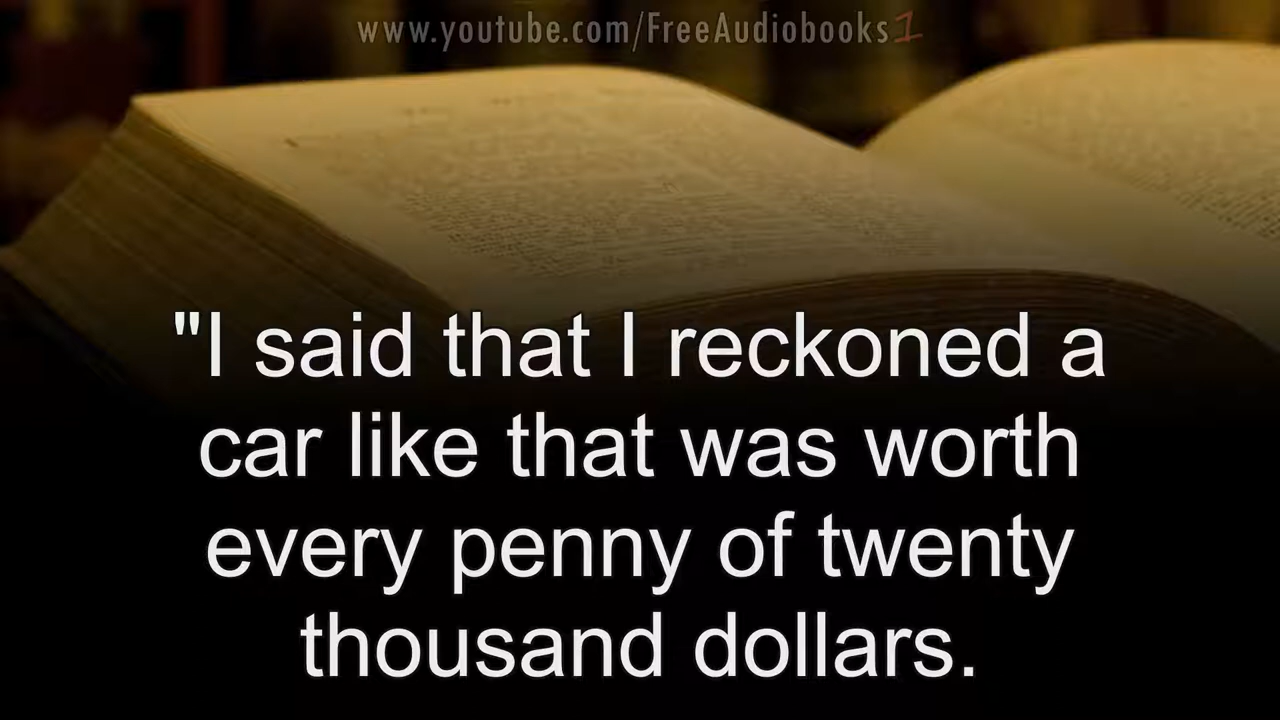 www.youtube.com/FreeAudiobooks1
"I said that I reckoned a
car like that was worth
every penny of twenty
thousand dollars.